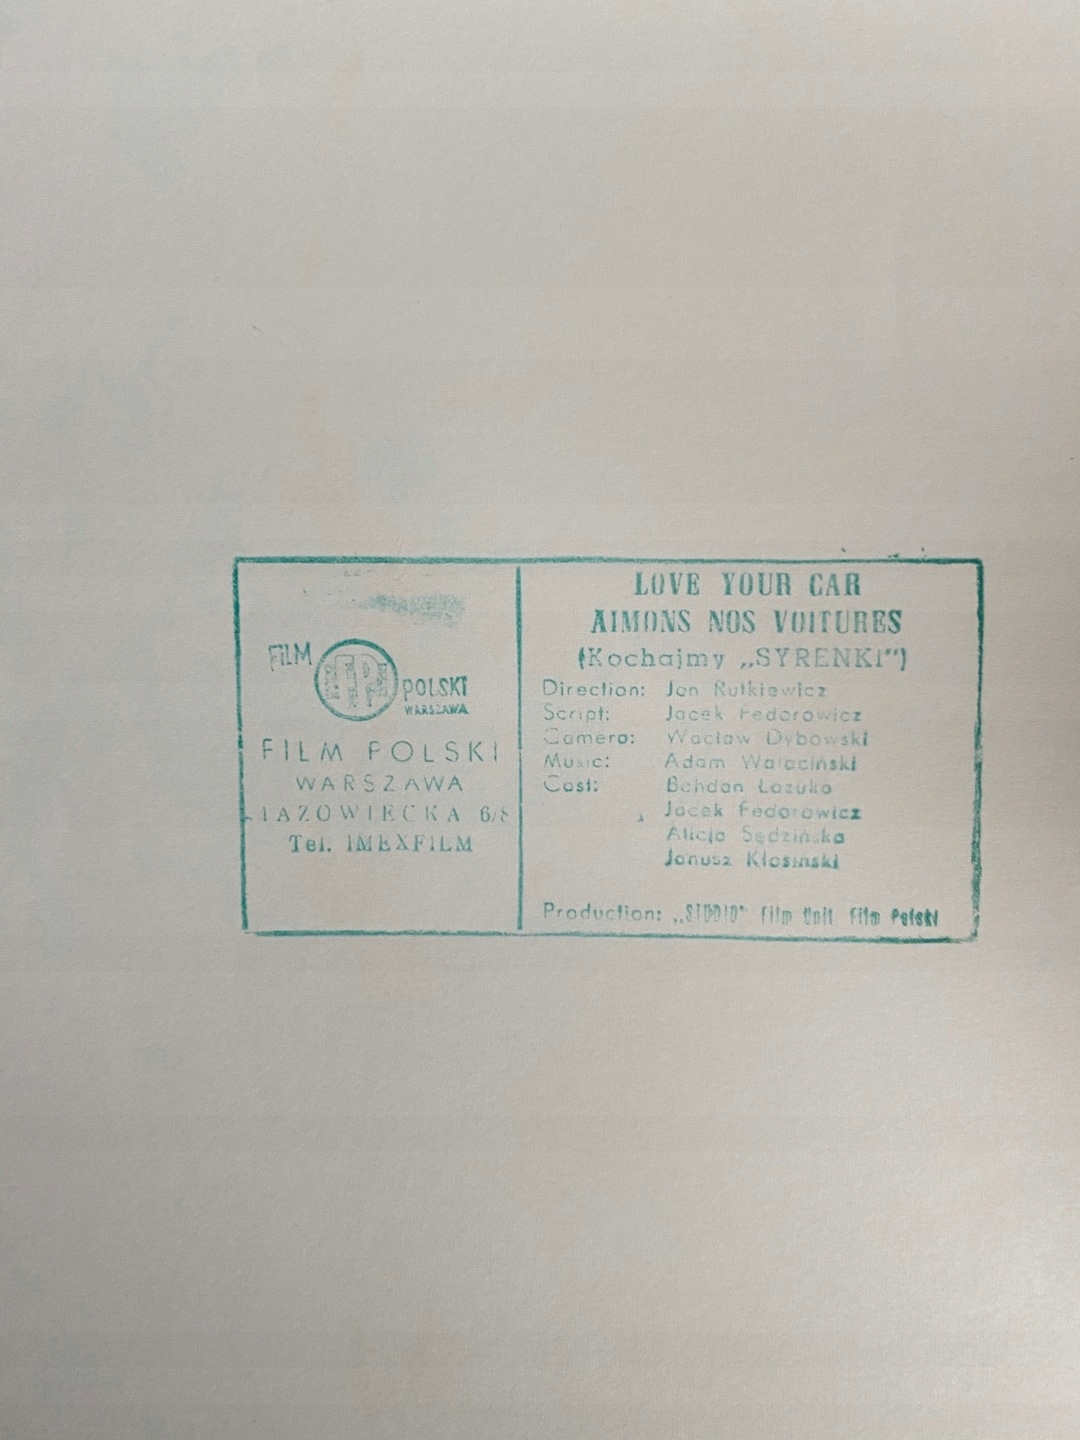 FILM FP POLSKI
WARSZAWA
FILM POLSKI
WARSZAWA
MAZOWIECKA 6/8
Tel. IMEXFILM
LOVE YOUR CAR
AIMONS NOS VOITURES
(Kochajmy „SYRENKI”)
Direction: Jan Rutkiewicz
Script: Jacek Fedorowicz
Camera: Wacław Dybowski
Music: Adam Walaciński
Cast: Bohdan Łazuka
Jacek Fedorowicz
Alicja Sędzińska
Janusz Kłosiński
Production: „STUDIO” Film Unit Film Polski